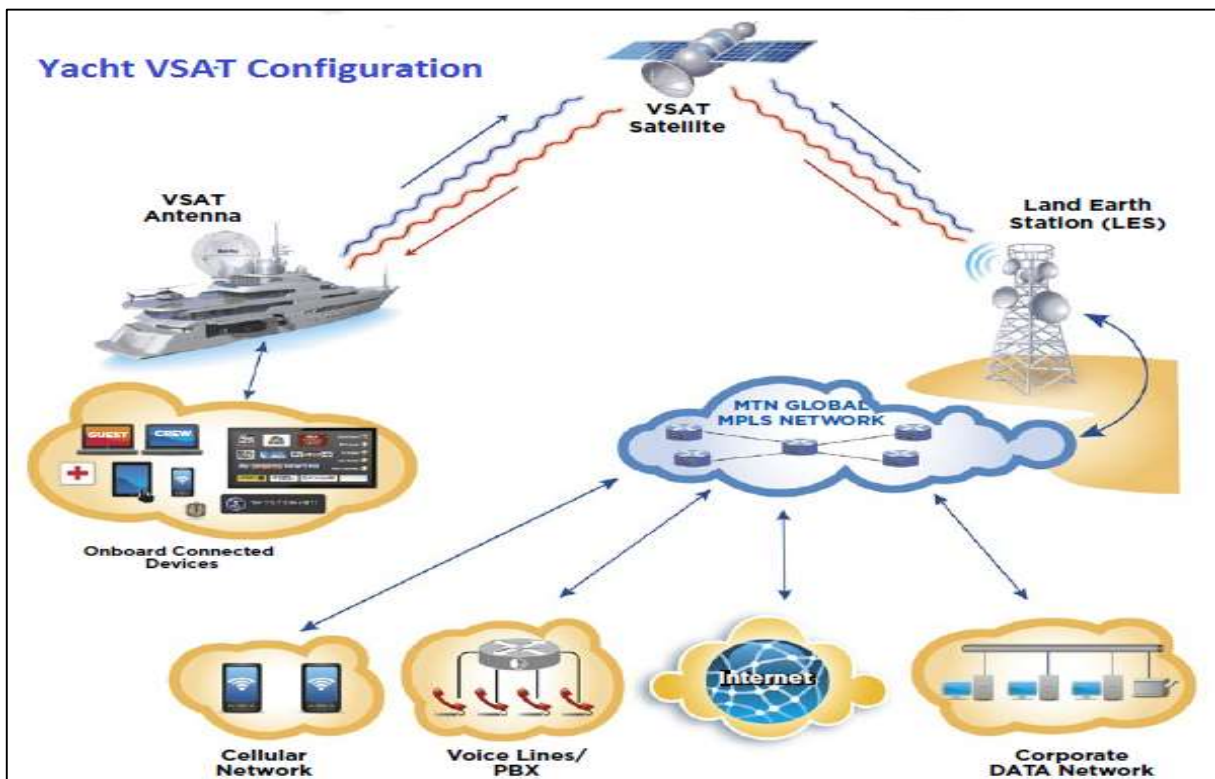 Yacht VSAT Configuration
VSAT
Satellite
VSAT
Antenna
Land Earth
Station (LES)
MTN GLOBAL
MPLS NETWORK
GUEST
CREW
Onboard Connected
Devices
Internet
Cellular
Network
Voice Lines/
PBX
Corporate
DATA Network